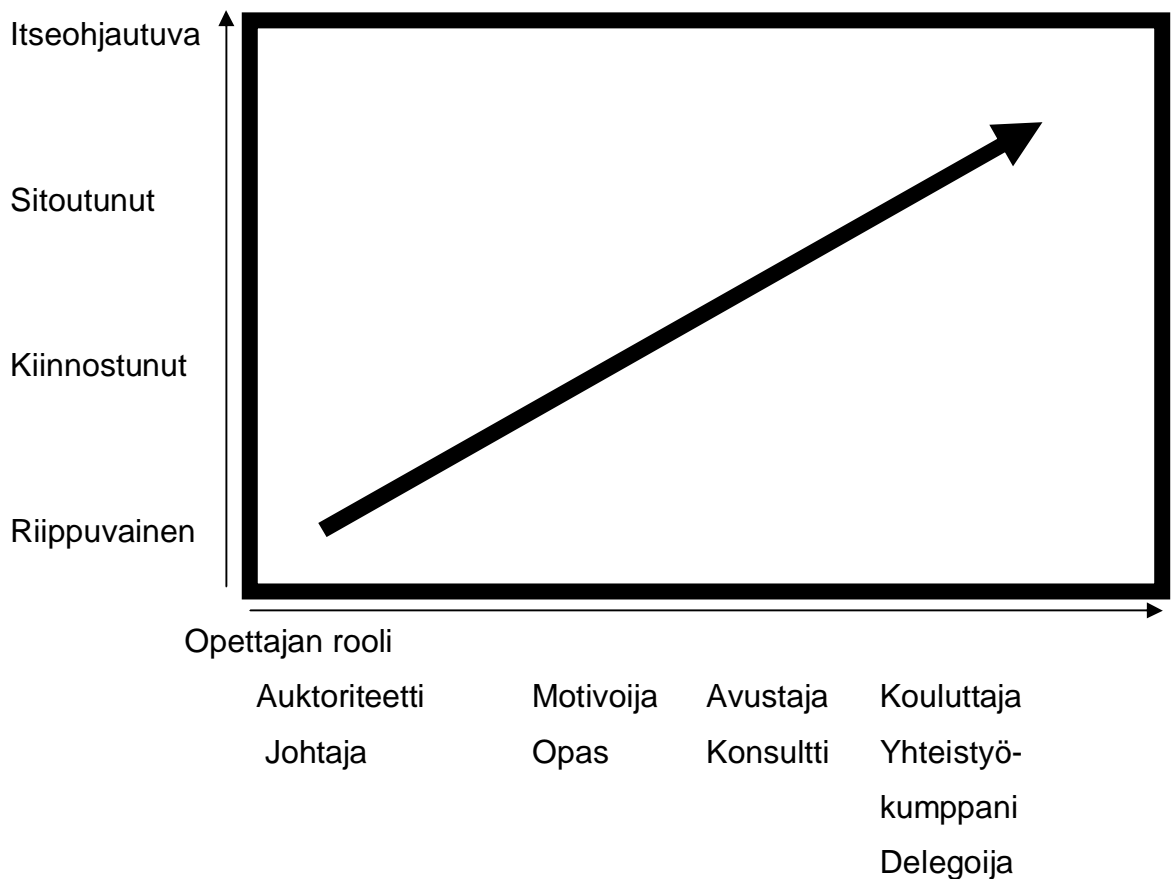 Itseohjautuva
Sitoutunut
Kiinnostunut
Riippuvainen
Opettajan rooli
Auktoriteetti Motivoija Avustaja Kouluttaja
Johtaja Opas Konsultti Yhteistyö-
kumppani
Delegoija